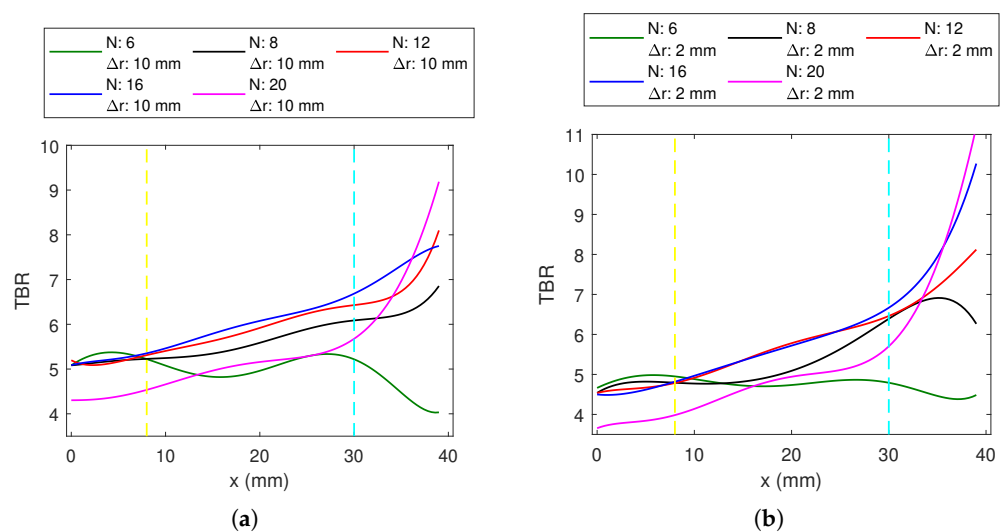 N: 6 N: 8 N: 12
Δr: 10 mm Δr: 10 mm Δr: 10 mm
N: 16 N: 20
Δr: 10 mm Δr: 10 mm
10
9
8
7
6
5
4
TBR
0 10 20 30 40
x (mm)
(a)
N: 6 N: 8 N: 12
Δr: 2 mm Δr: 2 mm Δr: 2 mm
N: 16 N: 20
Δr: 2 mm Δr: 2 mm
11
10
9
8
7
6
5
4
TBR
0 10 20 30 40
x (mm)
(b)